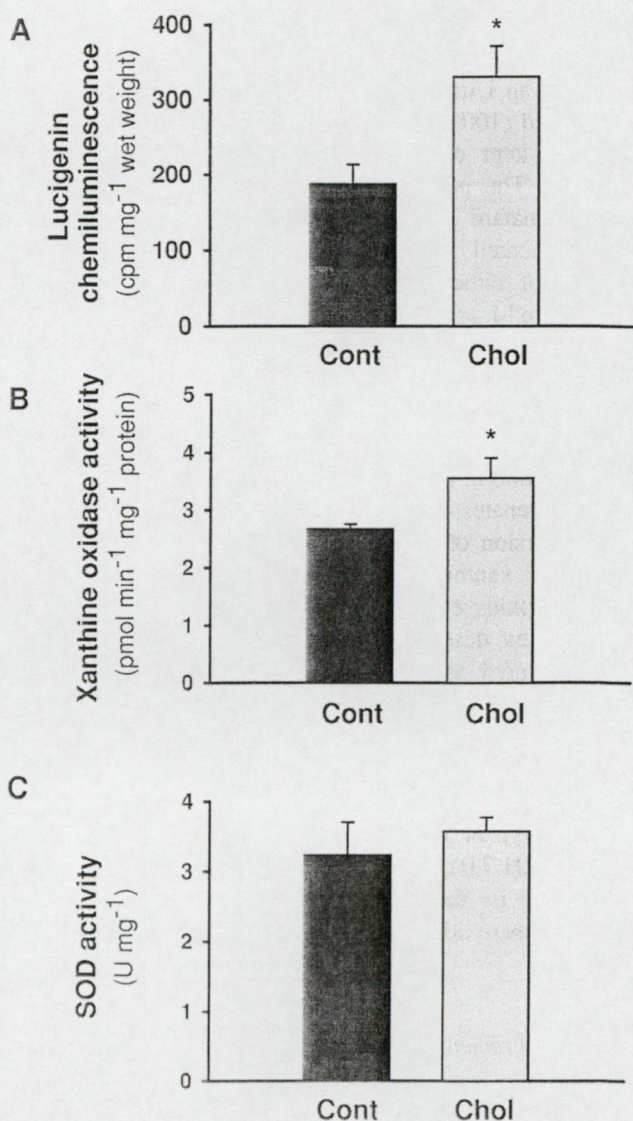 A
400
300
200
100
0
Lucigenin
chemiluminescence
(cpm mg⁻¹ wet weight)
*
Cont Chol
B
5
4
3
2
1
0
Xanthine oxidase activity
(pmol min⁻¹ mg⁻¹ protein)
*
Cont Chol
C
4
3
2
1
0
SOD activity
(U mg⁻¹)
Cont Chol